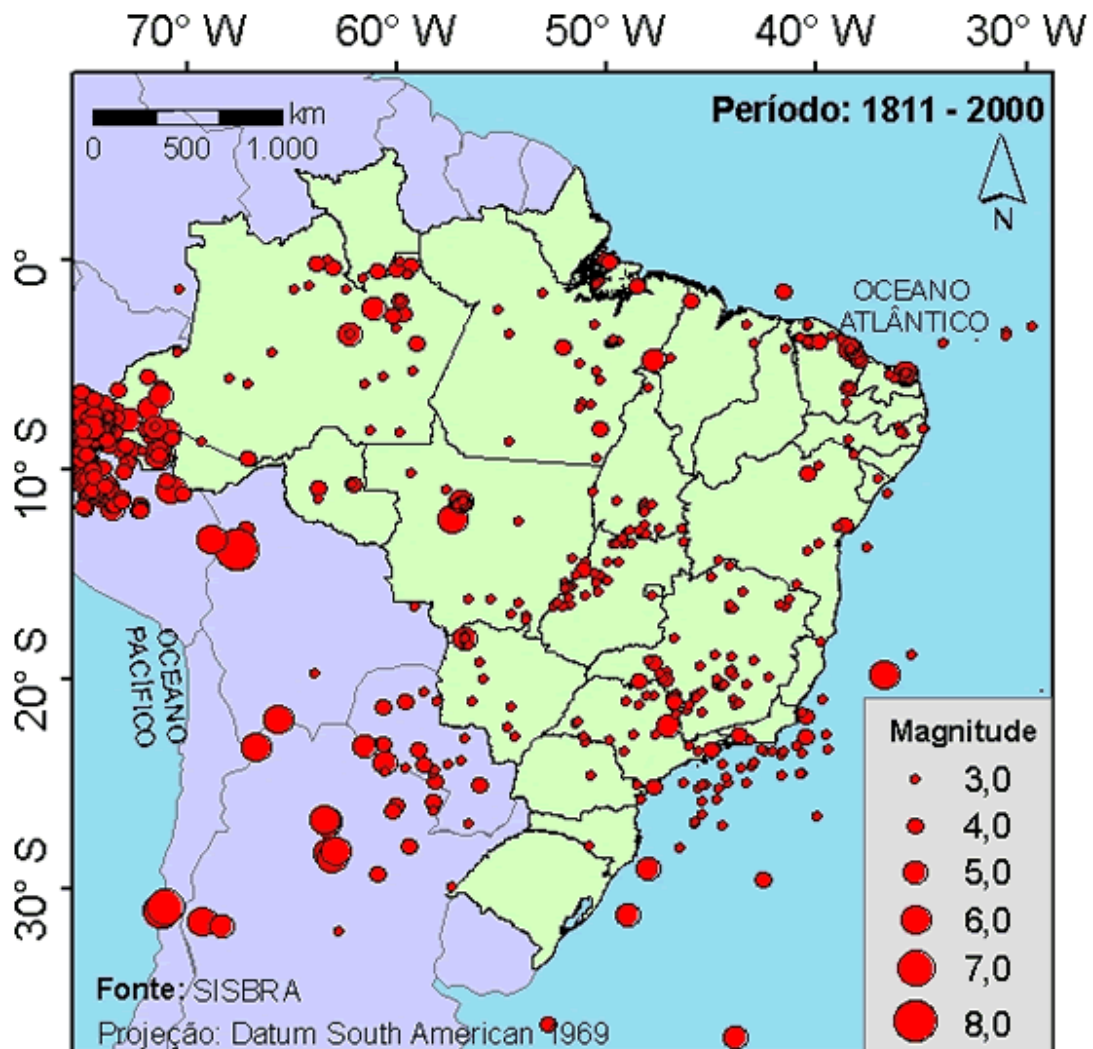 70° W 60° W 50° W 40° W 30° W
km
0 500 1.000
Período: 1811 - 2000
N
0°
10° S
20° S
30° S
OCEANO
ATLÂNTICO
OCEANO
PACÍFICO
Magnitude
3,0
4,0
5,0
6,0
7,0
8,0
Fonte: SISBRA
Projeção: Datum South American 1969